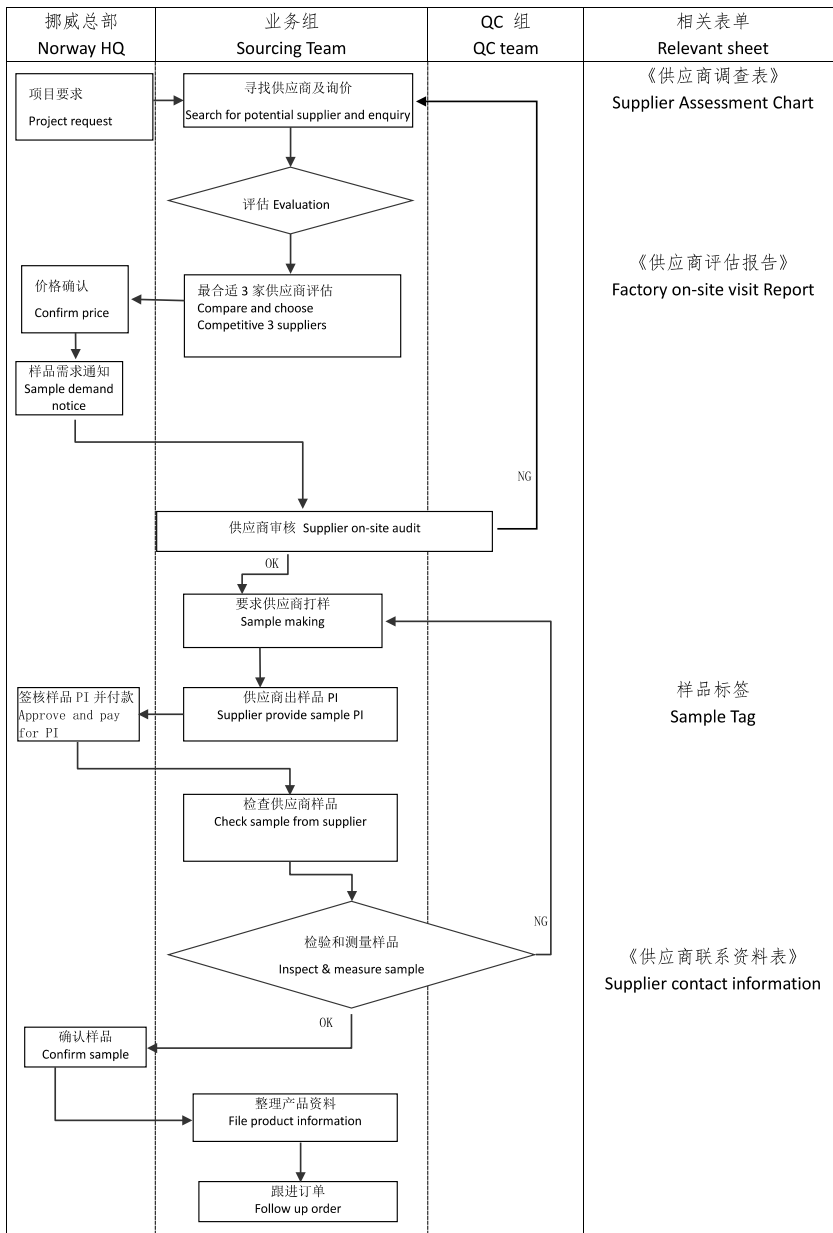 挪威总部
Norway HQ
业务组
Sourcing Team
QC 组
QC team
相关表单
Relevant sheet
项目要求
Project request
寻找供应商及询价
Search for potential supplier and enquiry
《供应商调查表》
Supplier Assessment Chart
评估 Evaluation
价格确认
Confirm price
最合适 3 家供应商评估
Compare and choose
Competitive 3 suppliers
《供应商评估报告》
Factory on-site visit Report
样品需求通知
Sample demand
notice
NG
供应商审核 Supplier on-site audit
OK
要求供应商打样
Sample making
签核样品 PI 并付款
Approve and pay
for PI
供应商出样品 PI
Supplier provide sample PI
样品标签
Sample Tag
检查供应商样品
Check sample from supplier
NG
检验和测量样品
Inspect & measure sample
《供应商联系资料表》
Supplier contact information
OK
确认样品
Confirm sample
整理产品资料
File product information
跟进订单
Follow up order